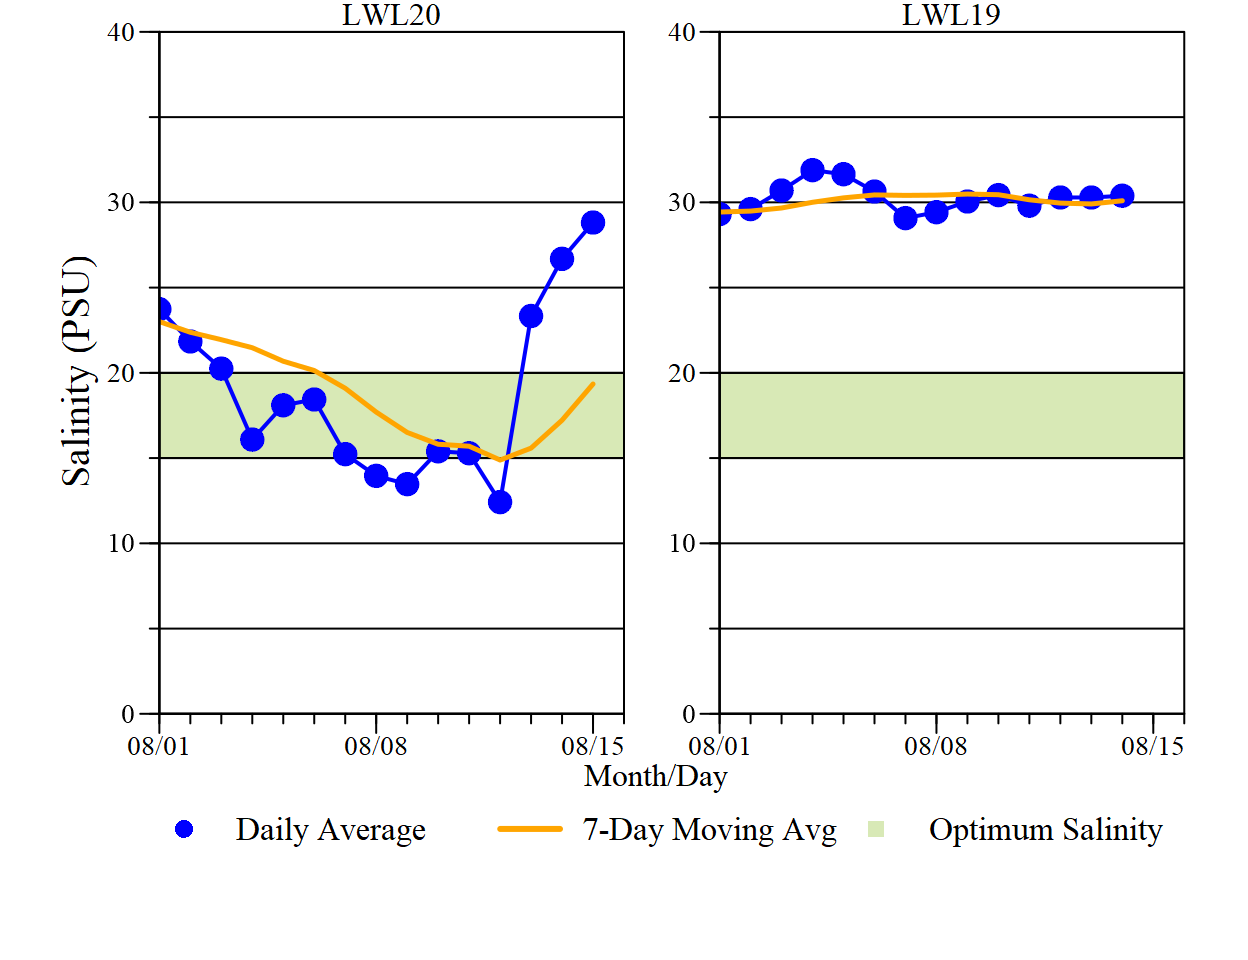 LWL20
LWL19
40
30
20
10
0
40
30
20
10
0
Salinity (PSU)
08/01
08/08
08/15
08/01
08/08
08/15
Month/Day
Daily Average
7-Day Moving Avg
Optimum Salinity